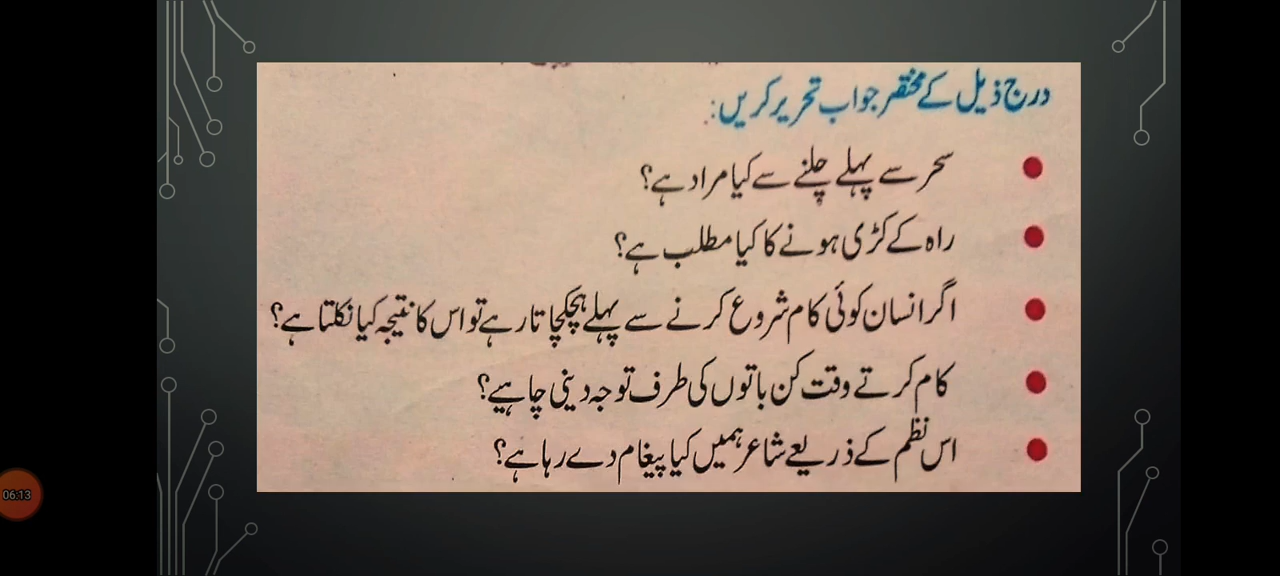 درج ذیل کے مختصر جواب تحریر کریں:
سحر سے پہلے چلنے سے کیا مراد ہے؟
راہ کے کڑی ہونے کا کیا مطلب ہے؟
اگر انسان کوئی کام شروع کرنے سے پہلے ہچکچاتا رہے تو اس کا نتیجہ کیا نکلتا ہے؟
کام کرتے وقت کن باتوں کی طرف توجہ دینی چاہیے؟
اس نظم کے ذریعے شاعر ہمیں کیا پیغام دے رہا ہے؟
06:13